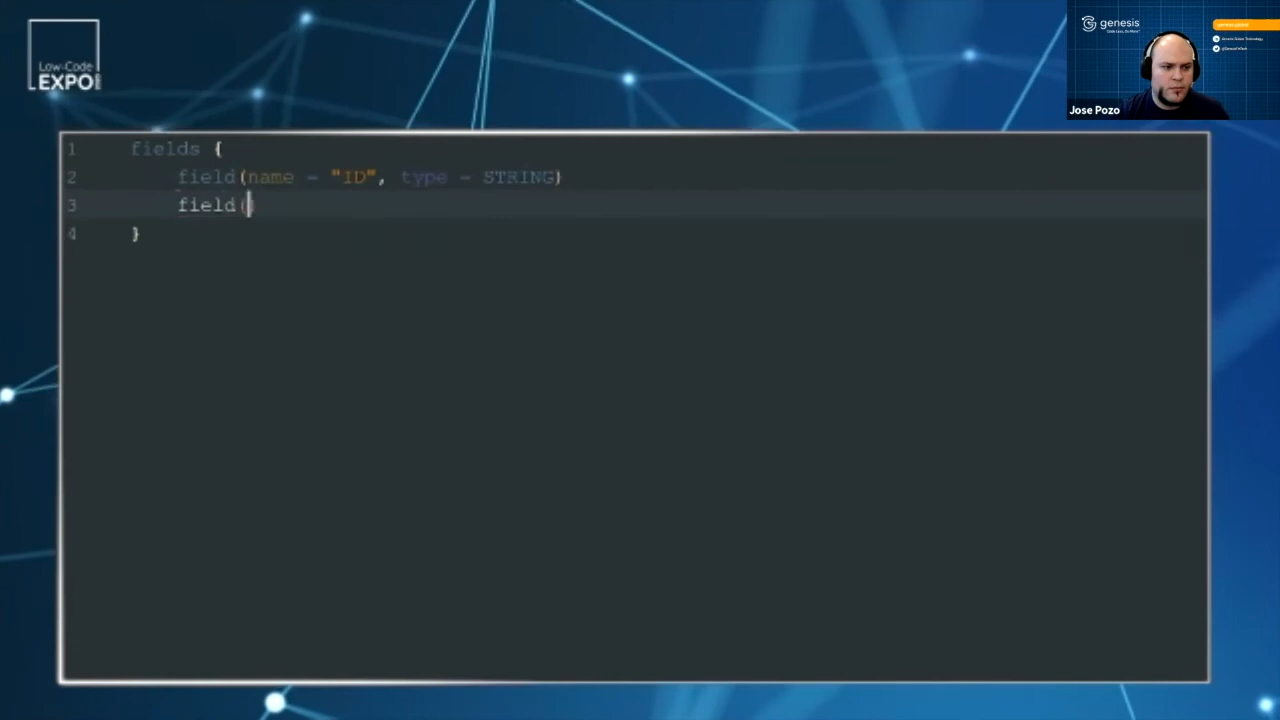 Low-Code
EXPO
genesis
Jose Pozo
1 fields {
2 field(name = "ID", type = STRING)
3 field()
4 }